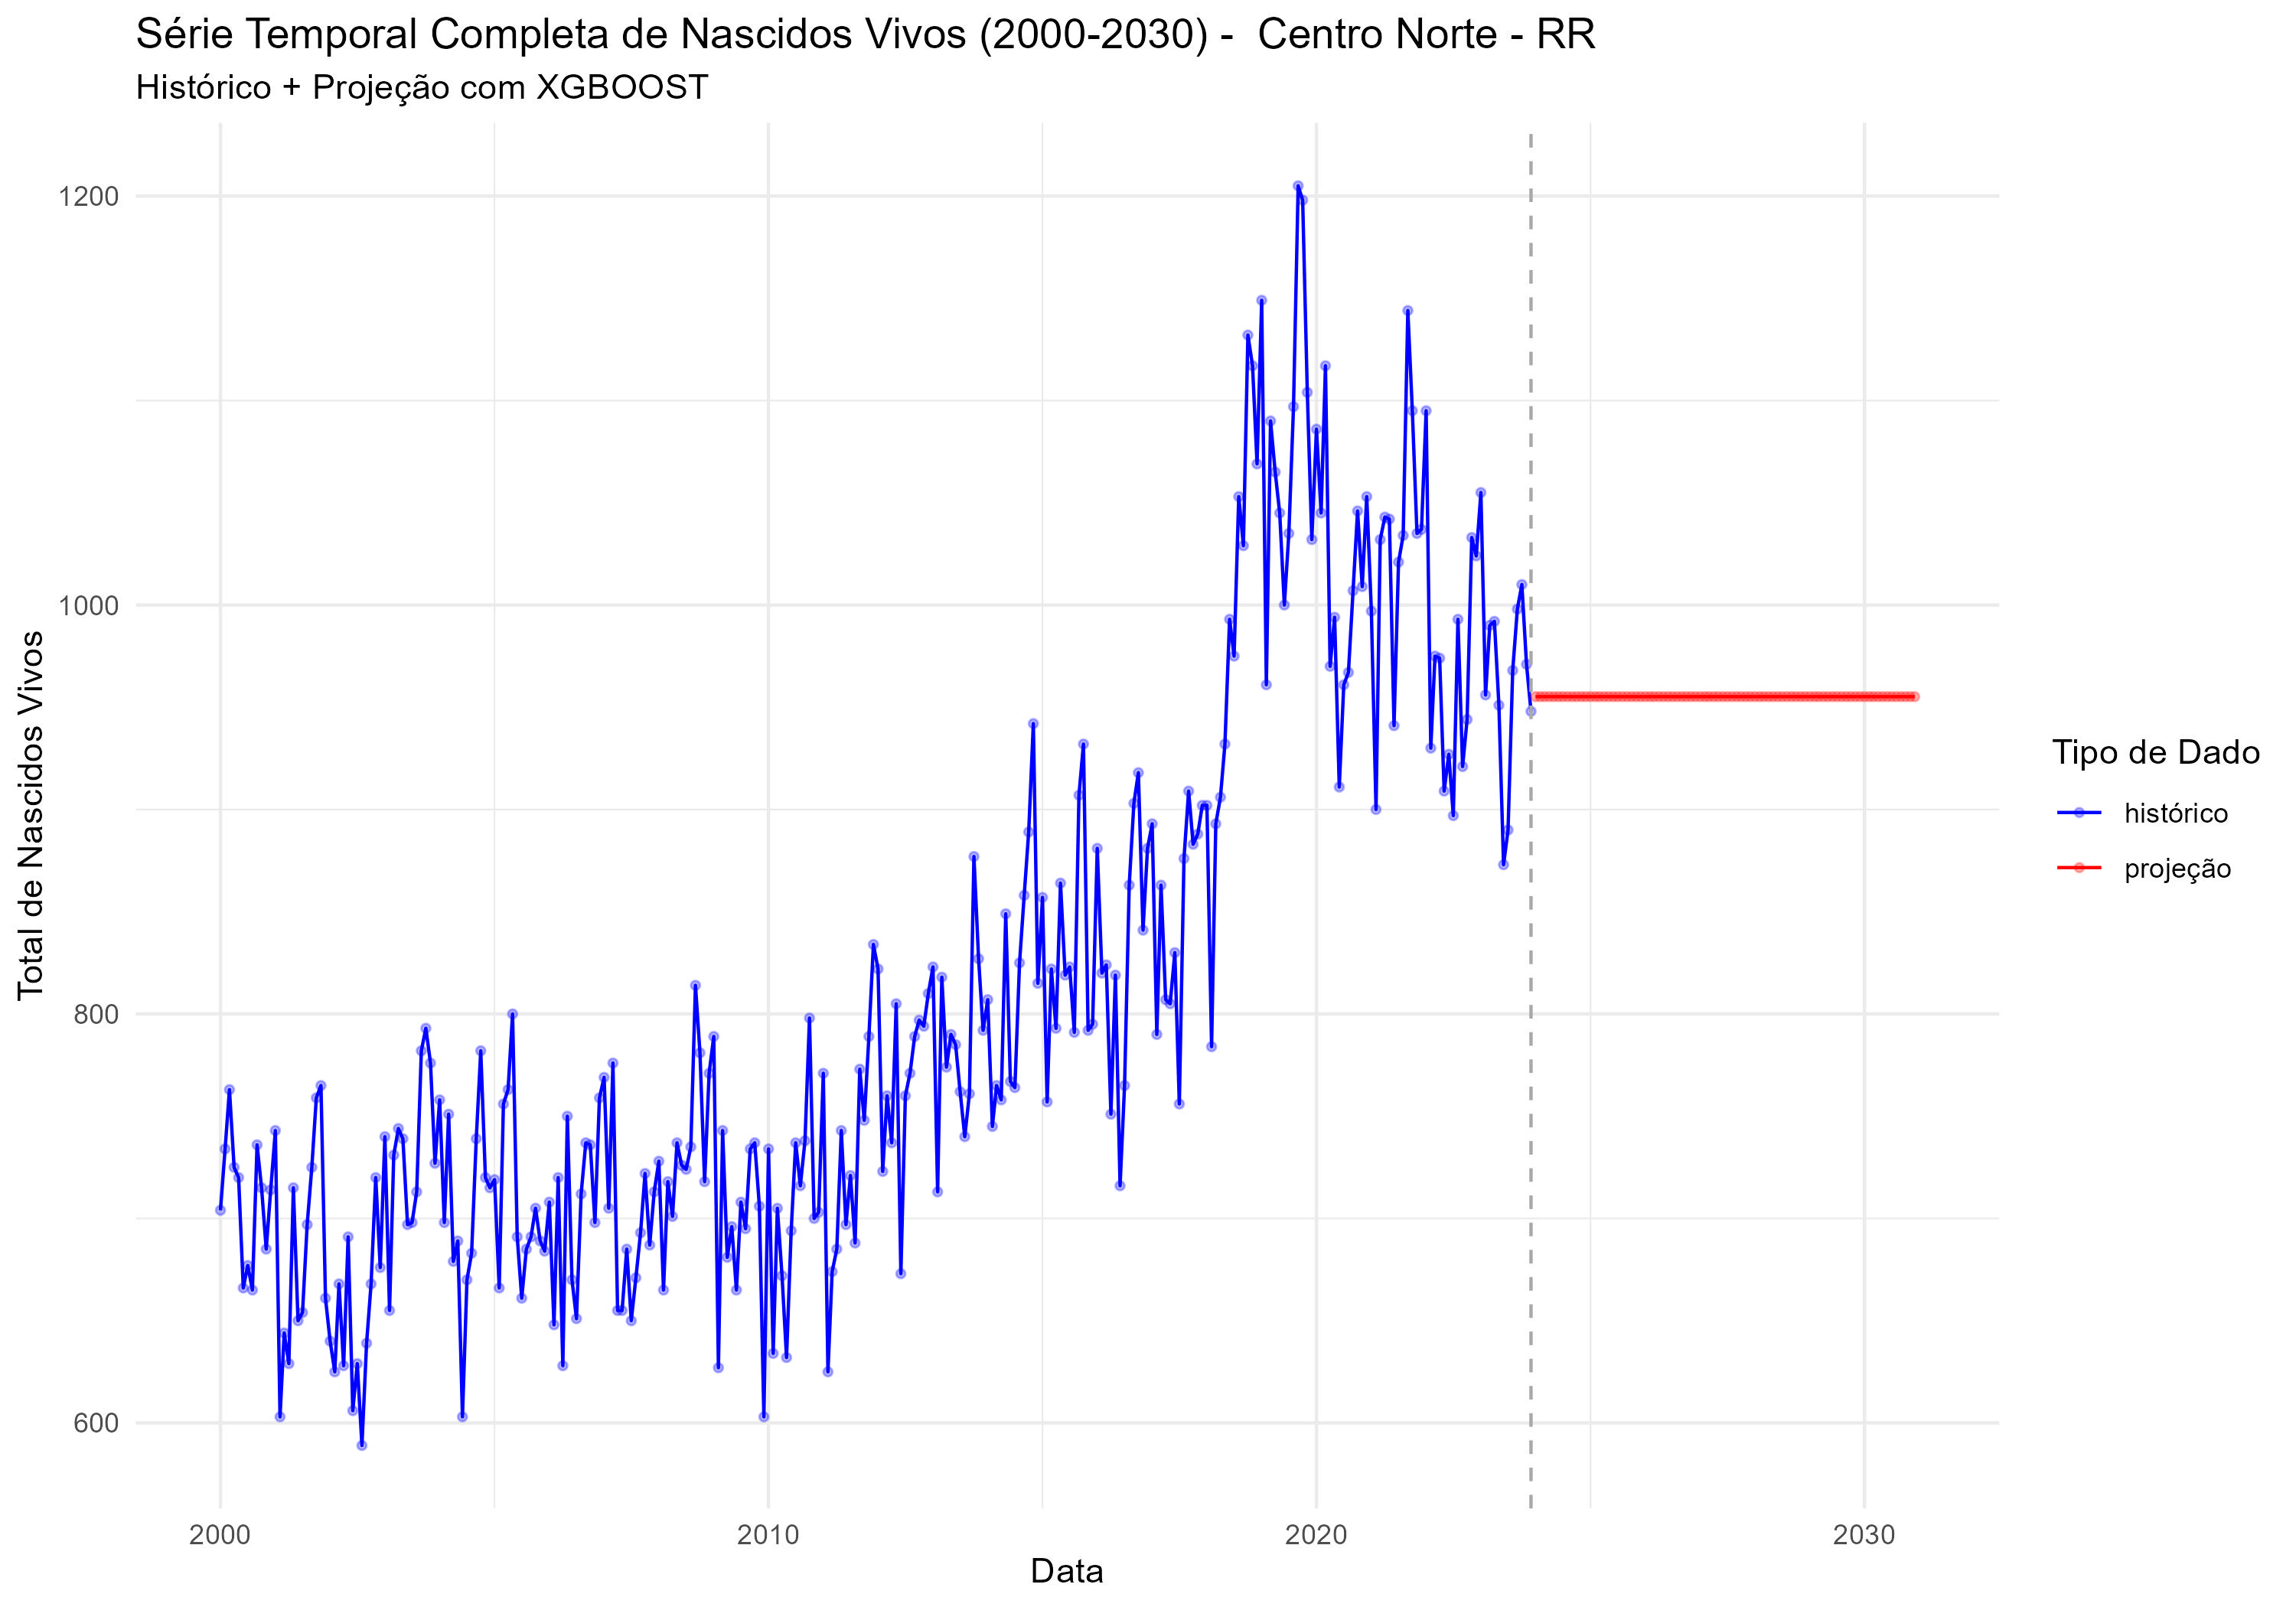 Série Temporal Completa de Nascidos Vivos (2000-2030) -  Centro Norte - RR
Histórico + Projeção com XGBOOST
Total de Nascidos Vivos
1200
1000
800
600
2000
2010
2020
2030
Data
Tipo de Dado
histórico
projeção